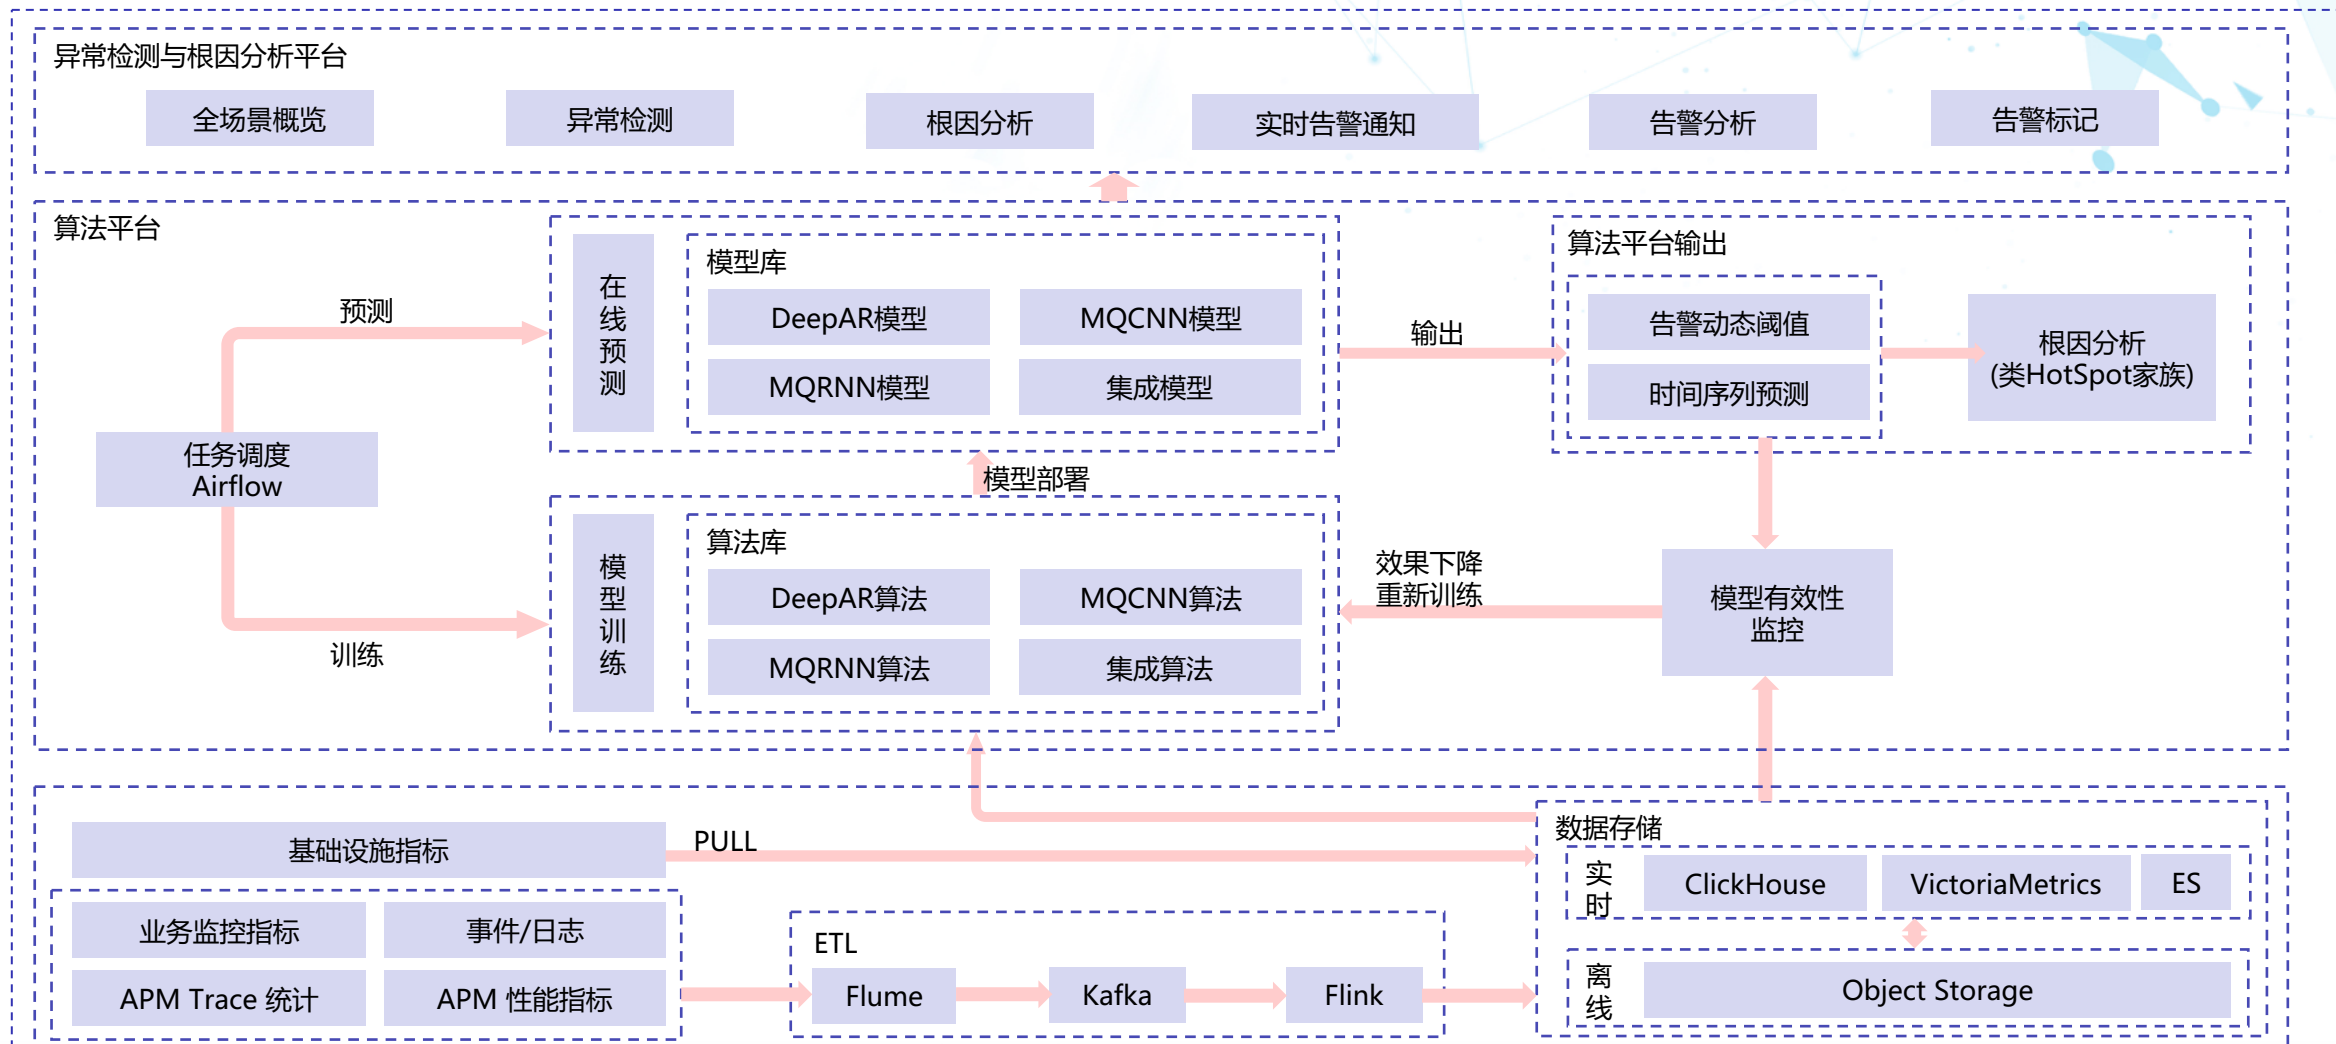 异常检测与根因分析平台
全场景概览
异常检测
根因分析
实时告警通知
告警分析
告警标记
算法平台
预测
任务调度
Airflow
训练
在线预测
模型库
DeepAR模型
MQCNN模型
MQRNN模型
集成模型
输出
算法平台输出
告警动态阈值
时间序列预测
根因分析
(类HotSpot家族)
模型部署
模型训练
算法库
DeepAR算法
MQCNN算法
MQRNN算法
集成算法
效果下降
重新训练
模型有效性
监控
基础设施指标
PULL
业务监控指标
事件/日志
APM Trace 统计
APM 性能指标
ETL
Flume
Kafka
Flink
数据存储
实时
ClickHouse
VictoriaMetrics
ES
离线
Object Storage